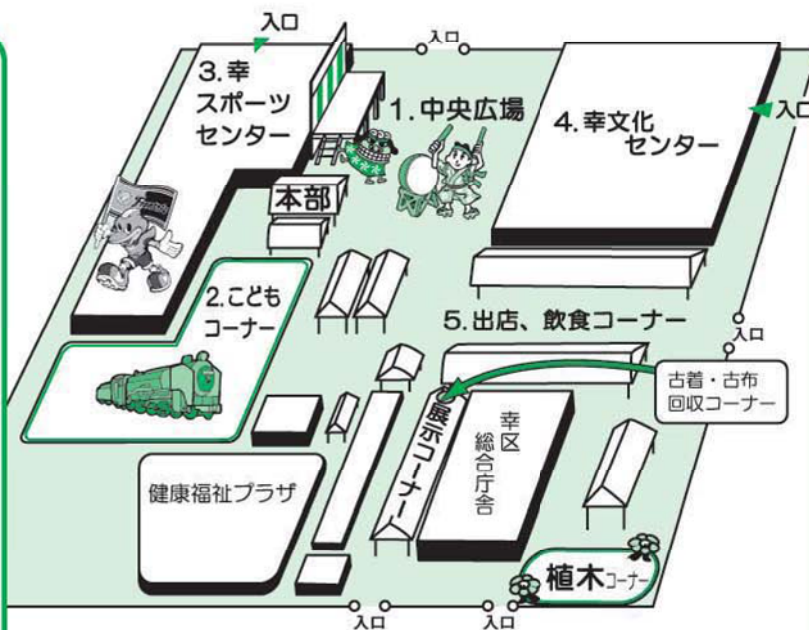 入口
入口
3.幸
スポーツ
センター
1.中央広場
4.幸文化
センター
入口
本部
2.こども
コーナー
5.出店、飲食コーナー
入口
古着・古布
回収コーナー
展示コーナー
幸区
総合庁舎
健康福祉プラザ
植木コーナー
入口
入口